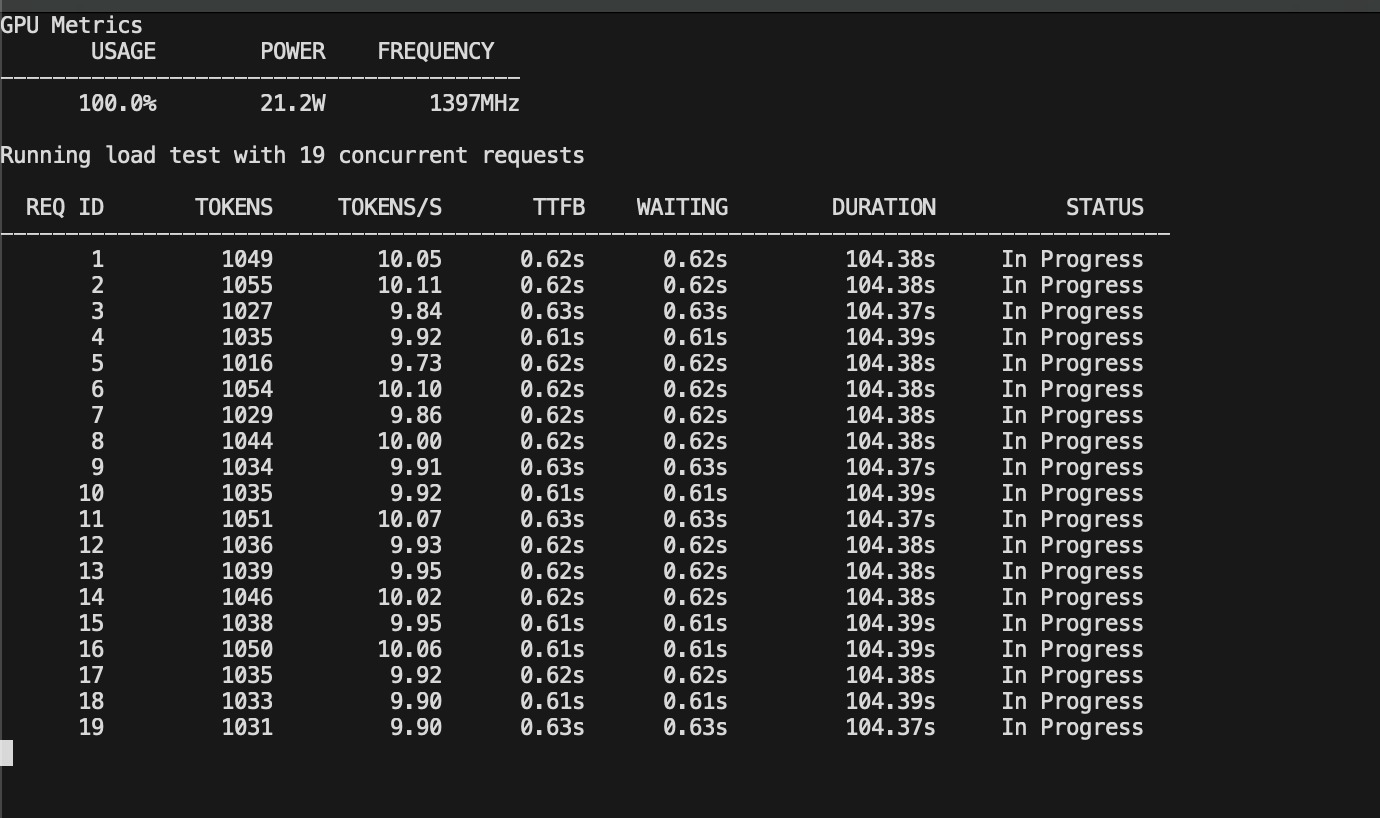 GPU Metrics
USAGE POWER FREQUENCY
100.0% 21.2W 1397MHz
Running load test with 19 concurrent requests
REQ ID TOKENS TOKENS/S TTFB WAITING DURATION STATUS
1 1049 10.05 0.62s 0.62s 104.38s In Progress
2 1055 10.11 0.62s 0.62s 104.38s In Progress
3 1027 9.84 0.63s 0.63s 104.37s In Progress
4 1035 9.92 0.61s 0.61s 104.39s In Progress
5 1016 9.73 0.62s 0.62s 104.38s In Progress
6 1054 10.10 0.62s 0.62s 104.38s In Progress
7 1029 9.86 0.62s 0.62s 104.38s In Progress
8 1044 10.00 0.62s 0.62s 104.38s In Progress
9 1034 9.91 0.63s 0.63s 104.37s In Progress
10 1035 9.92 0.61s 0.61s 104.39s In Progress
11 1051 10.07 0.63s 0.63s 104.37s In Progress
12 1036 9.93 0.62s 0.62s 104.38s In Progress
13 1039 9.95 0.62s 0.62s 104.38s In Progress
14 1046 10.02 0.62s 0.62s 104.38s In Progress
15 1038 9.95 0.61s 0.61s 104.39s In Progress
16 1050 10.06 0.61s 0.61s 104.39s In Progress
17 1035 9.92 0.62s 0.62s 104.38s In Progress
18 1033 9.90 0.61s 0.61s 104.39s In Progress
19 1031 9.90 0.63s 0.63s 104.37s In Progress